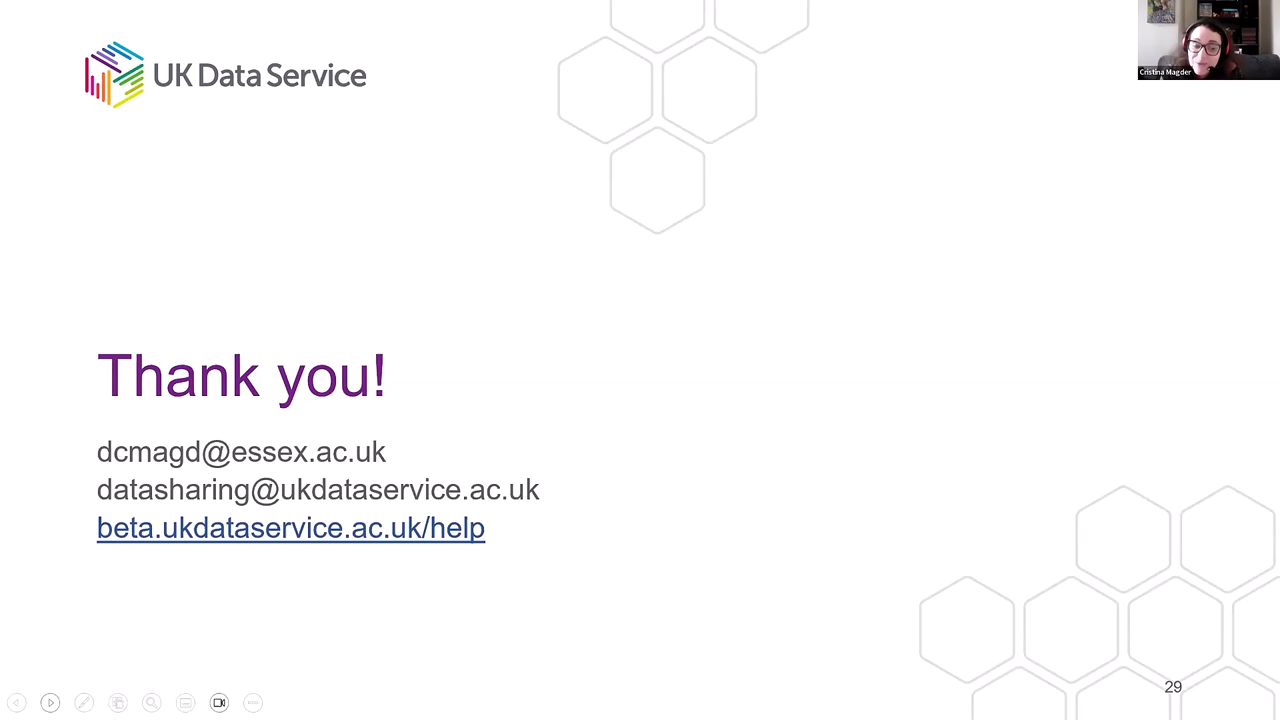 UK Data Service
Cristina Magder
Thank you!
dcmagd@essex.ac.uk
datasharing@ukdataservice.ac.uk
beta.ukdataservice.ac.uk/help
29